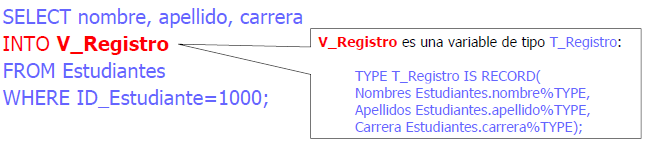 SELECT nombre, apellido, carrera
INTO V_Registro
FROM Estudiantes
WHERE ID_Estudiante=1000;
V_Registro es una variable de tipo T_Registro:
TYPE T_Registro IS RECORD(
Nombres Estudiantes.nombre%TYPE,
Apellidos Estudiantes.apellido%TYPE,
Carrera Estudiantes.carrera%TYPE);